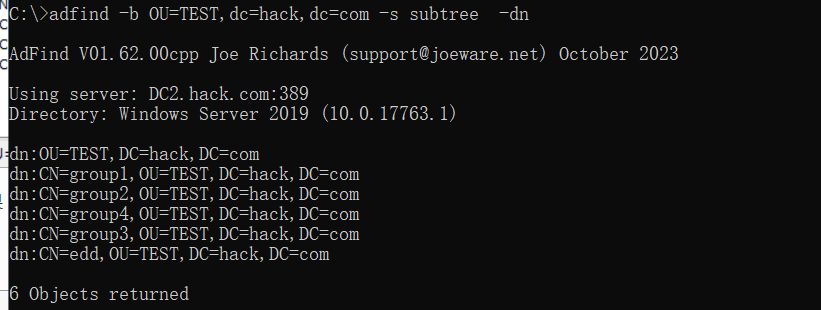 C:\>adfind -b OU=TEST,dc=hack,dc=com -s subtree  -dn
AdFind V01.62.00cpp Joe Richards (support@joeware.net) October 2023
Using server: DC2.hack.com:389
Directory: Windows Server 2019 (10.0.17763.1)
dn:OU=TEST,DC=hack,DC=com
dn:CN=group1,OU=TEST,DC=hack,DC=com
dn:CN=group2,OU=TEST,DC=hack,DC=com
dn:CN=group4,OU=TEST,DC=hack,DC=com
dn:CN=group3,OU=TEST,DC=hack,DC=com
dn:CN=edd,OU=TEST,DC=hack,DC=com
6 Objects returned